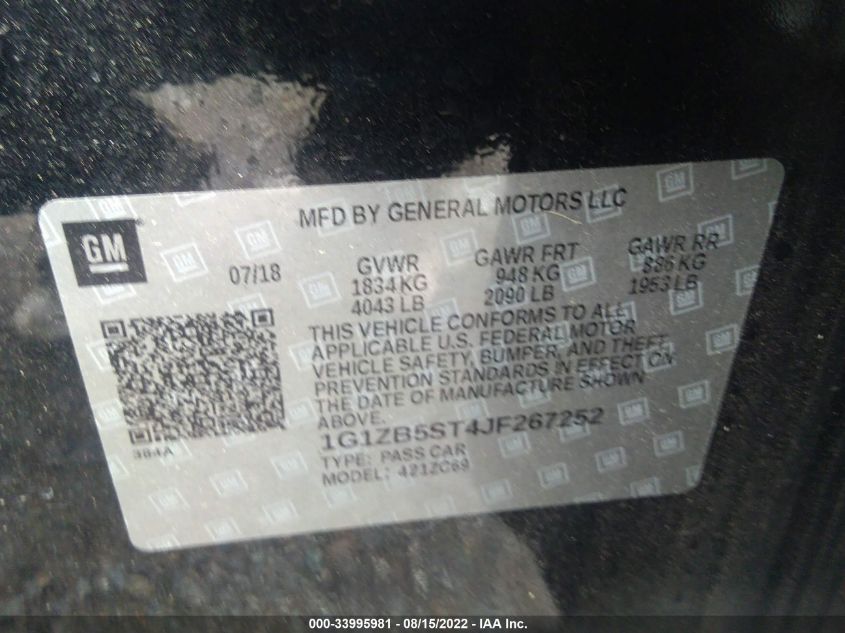 MFD BY GENERAL MOTORS LLC
GM
07/18
GVWR
1834 KG
4043 LB
GAWR FRT
948 KG
2090 LB
GAWR RR
886 KG
1953 LB
THIS VEHICLE CONFORMS TO ALL
APPLICABLE U.S. FEDERAL MOTOR
VEHICLE SAFETY, BUMPER, AND THEFT
PREVENTION STANDARDS IN EFFECT ON
THE DATE OF MANUFACTURE SHOWN
ABOVE.
1G1ZB5ST4JF267252
TYPE: PASS CAR
MODEL: 421ZC69
384A
000-33995981 - 08/15/2022 - IAA Inc.